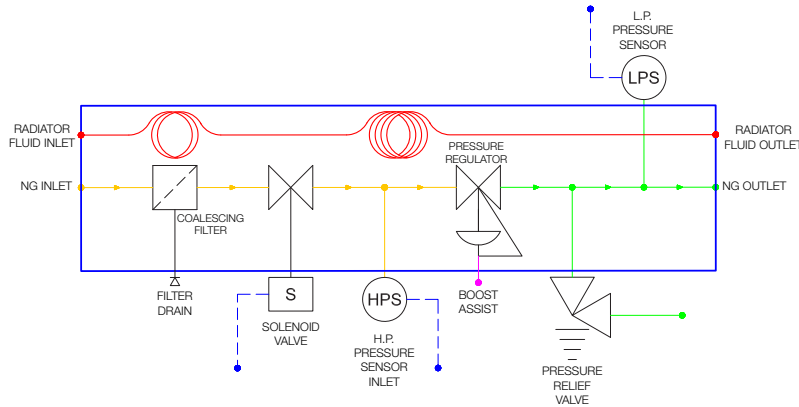 L.P.
PRESSURE
SENSOR
LPS
RADIATOR
FLUID INLET
RADIATOR
FLUID OUTLET
PRESSURE
REGULATOR
NG INLET
NG OUTLET
COALESCING
FILTER
FILTER
DRAIN
S
SOLENOID
VALVE
HPS
H.P.
PRESSURE
SENSOR
INLET
BOOST
ASSIST
PRESSURE
RELIEF
VALVE